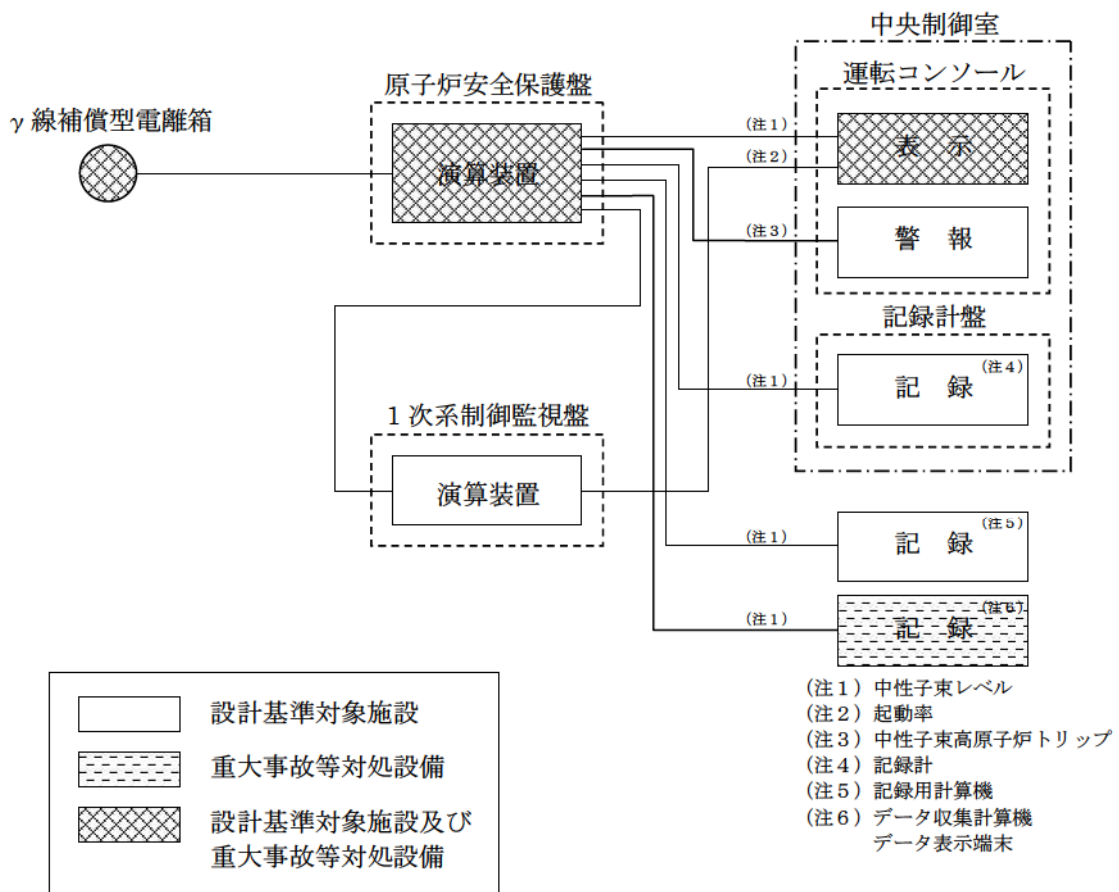 中央制御室
運転コンソール
原子炉安全保護盤
γ線補償型電離箱
(注1)
表 示
(注2)
演算装置
(注3)
警 報
記録計盤
(注4)
(注1)
記 録
1次系制御監視盤
演算装置
(注5)
(注1)
記 録
(注6)
(注1)
記 録
(注1)中性子束レベル
(注2)起動率
(注3)中性子束高原子炉トリップ
(注4)記録計
(注5)記録用計算機
(注6)データ収集計算機
データ表示端末
設計基準対象施設
重大事故等対処設備
設計基準対象施設及び
重大事故等対処設備